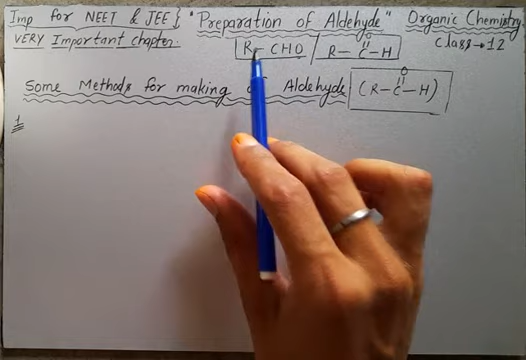 Imp for NEET & JEE} "Preparation of Aldehyde" Organic Chemistry
VERY Important chapter. R- CHO / R-C-H Class → 12
O
Some Methods for making of Aldehyde (R-C-H)
O
1